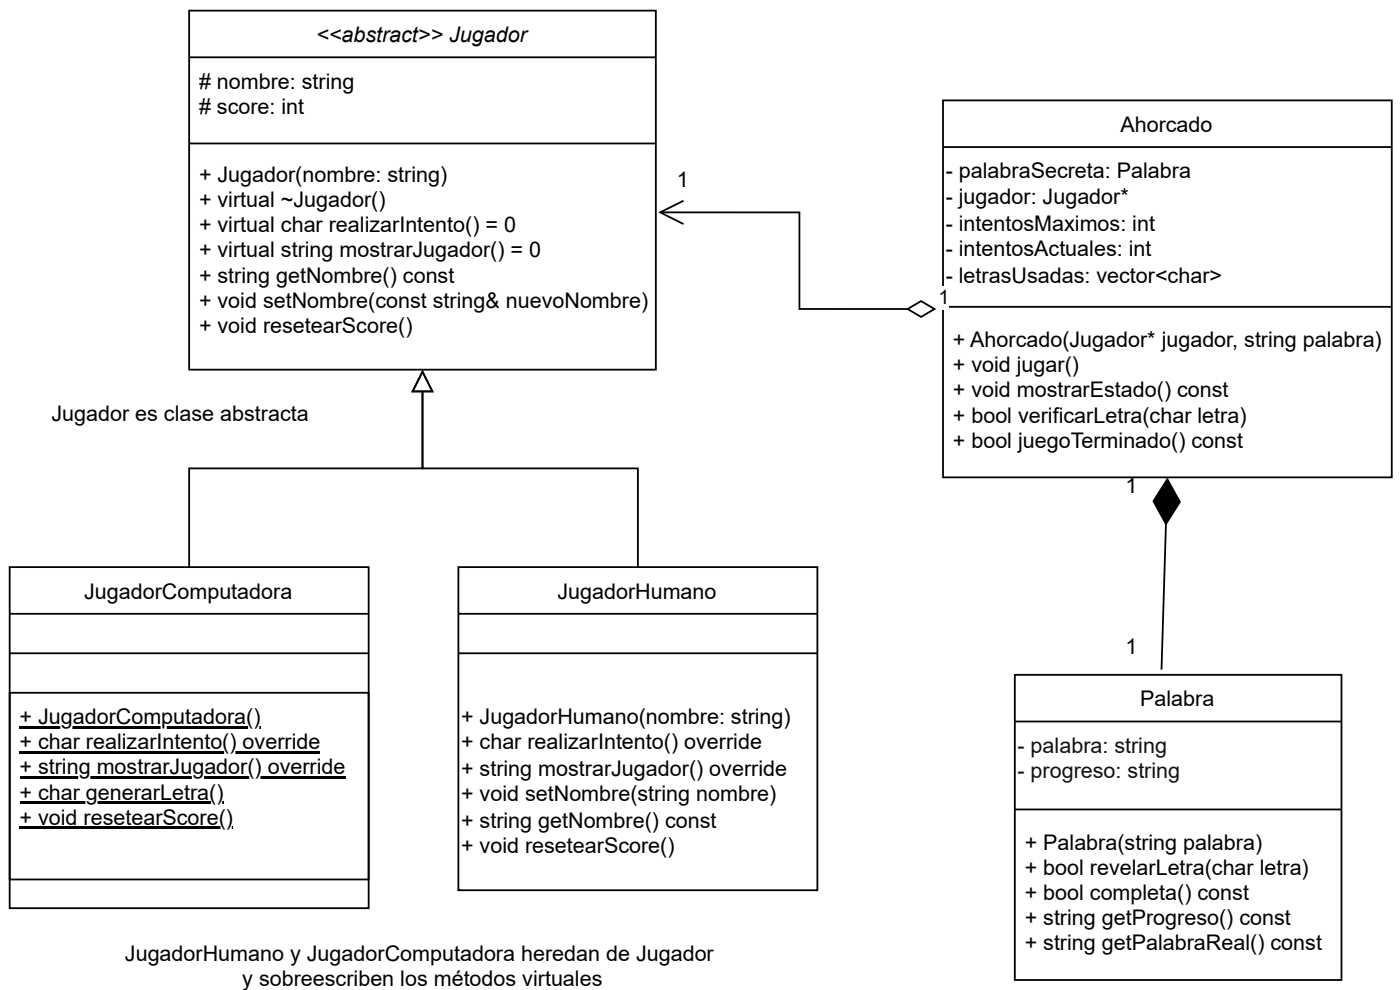 <<abstract>> Jugador
# nombre: string
# score: int
+ Jugador(nombre: string)
+ virtual ~Jugador()
+ virtual char realizarIntento() = 0
+ virtual string mostrarJugador() = 0
+ string getNombre() const
+ void setNombre(const string& nuevoNombre)
+ void resetearScore()
1
Ahorcado
- palabraSecreta: Palabra
- jugador: Jugador*
- intentosMaximos: int
- intentosActuales: int
- letrasUsadas: vector<char>
1
+ Ahorcado(Jugador* jugador, string palabra)
+ void jugar()
+ void mostrarEstado() const
+ bool verificarLetra(char letra)
+ bool juegoTerminado() const
1
Jugador es clase abstracta
JugadorComputadora
+ JugadorComputadora()
+ char realizarIntento() override
+ string mostrarJugador() override
+ char generarLetra()
+ void resetearScore()
JugadorHumano
+ JugadorHumano(nombre: string)
+ char realizarIntento() override
+ string mostrarJugador() override
+ void setNombre(string nombre)
+ string getNombre() const
+ void resetearScore()
1
Palabra
- palabra: string
- progreso: string
+ Palabra(string palabra)
+ bool revelarLetra(char letra)
+ bool completa() const
+ string getProgreso() const
+ string getPalabraReal() const
JugadorHumano y JugadorComputadora heredan de Jugador
y sobreescriben los métodos virtuales